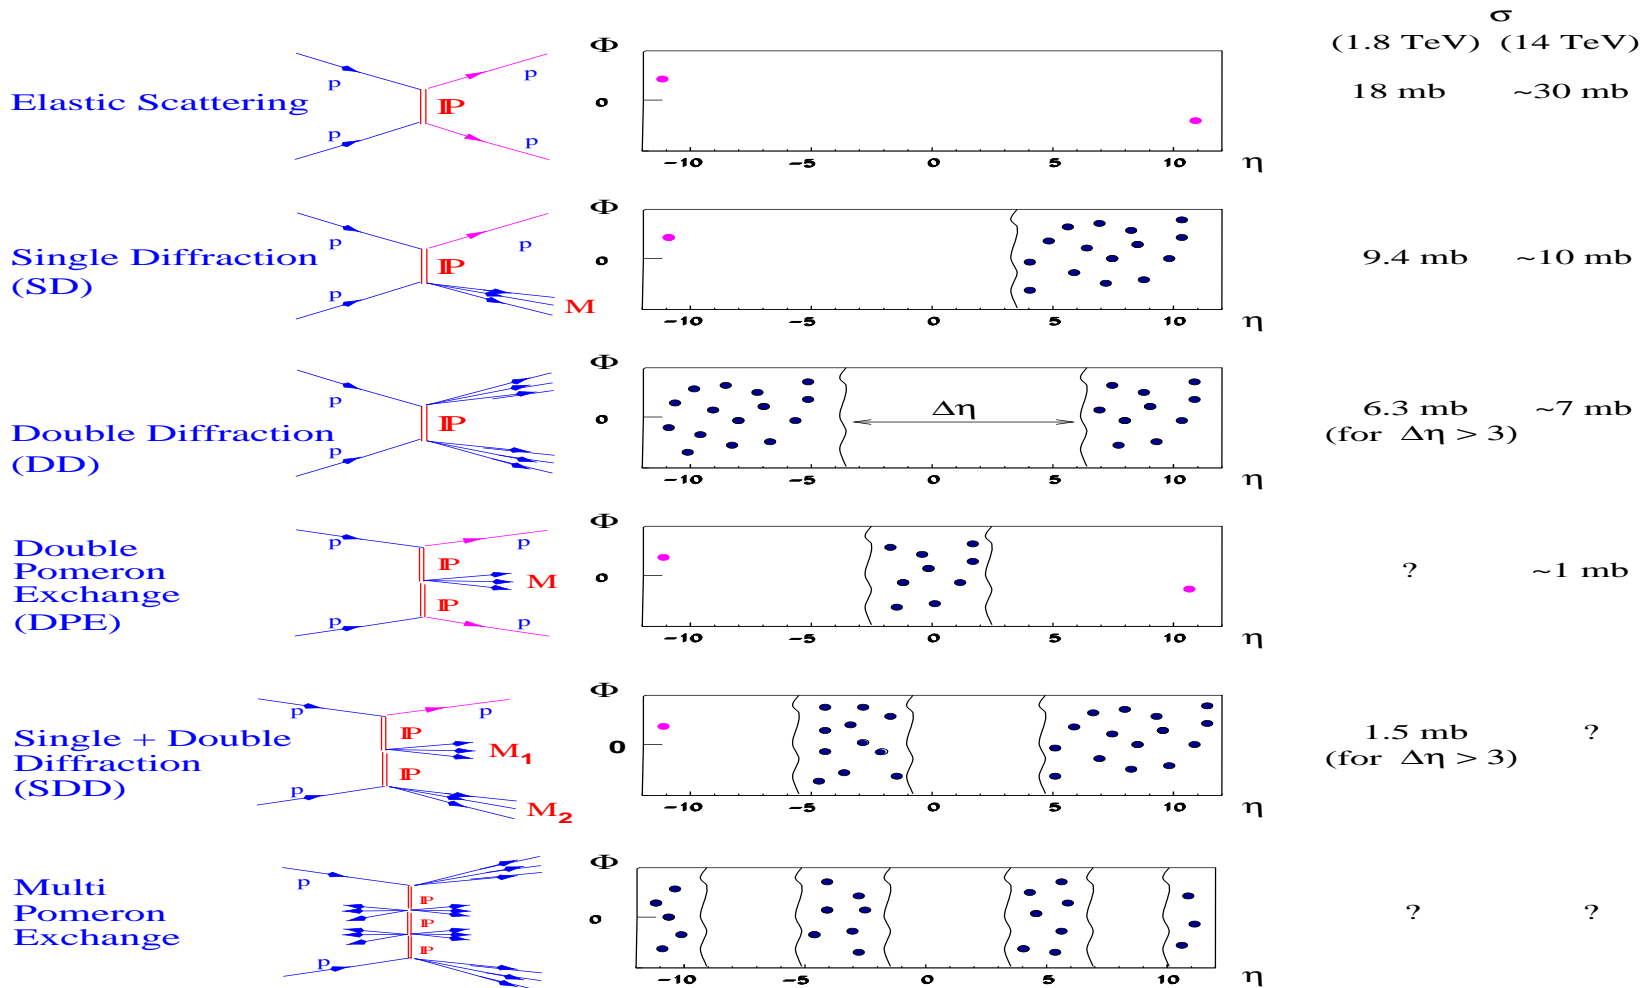 σ
(1.8 TeV) (14 TeV)
Φ
p p
Elastic Scattering
IP
0
18 mb ~30 mb
p p
-10 -5 0 5 10 η
Φ
p p
Single Diffraction
(SD)
IP
0
9.4 mb ~10 mb
p
M
-10 -5 0 5 10 η
Φ
p
IP
0
Δη
6.3 mb ~7 mb
(for Δη > 3)
Double Diffraction
(DD)
p
-10 -5 0 5 10 η
Φ
p p
Double
Pomeron
Exchange
(DPE)
IP
M
IP
0
? ~1 mb
p p
-10 -5 0 5 10 η
Φ
p p
Single + Double
Diffraction
(SDD)
IP
M1
IP
0
1.5 mb ?
(for Δη > 3)
p
M2
-10 -5 0 5 10 η
Φ
p
Multi
Pomeron
Exchange
IP
IP
IP
0
? ?
p
-10 -5 0 5 10 η